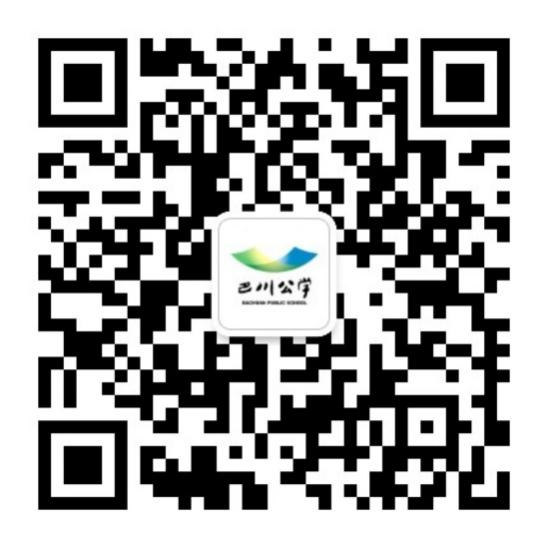 巴川公学
BACHUAN PUBLIC SCHOOL